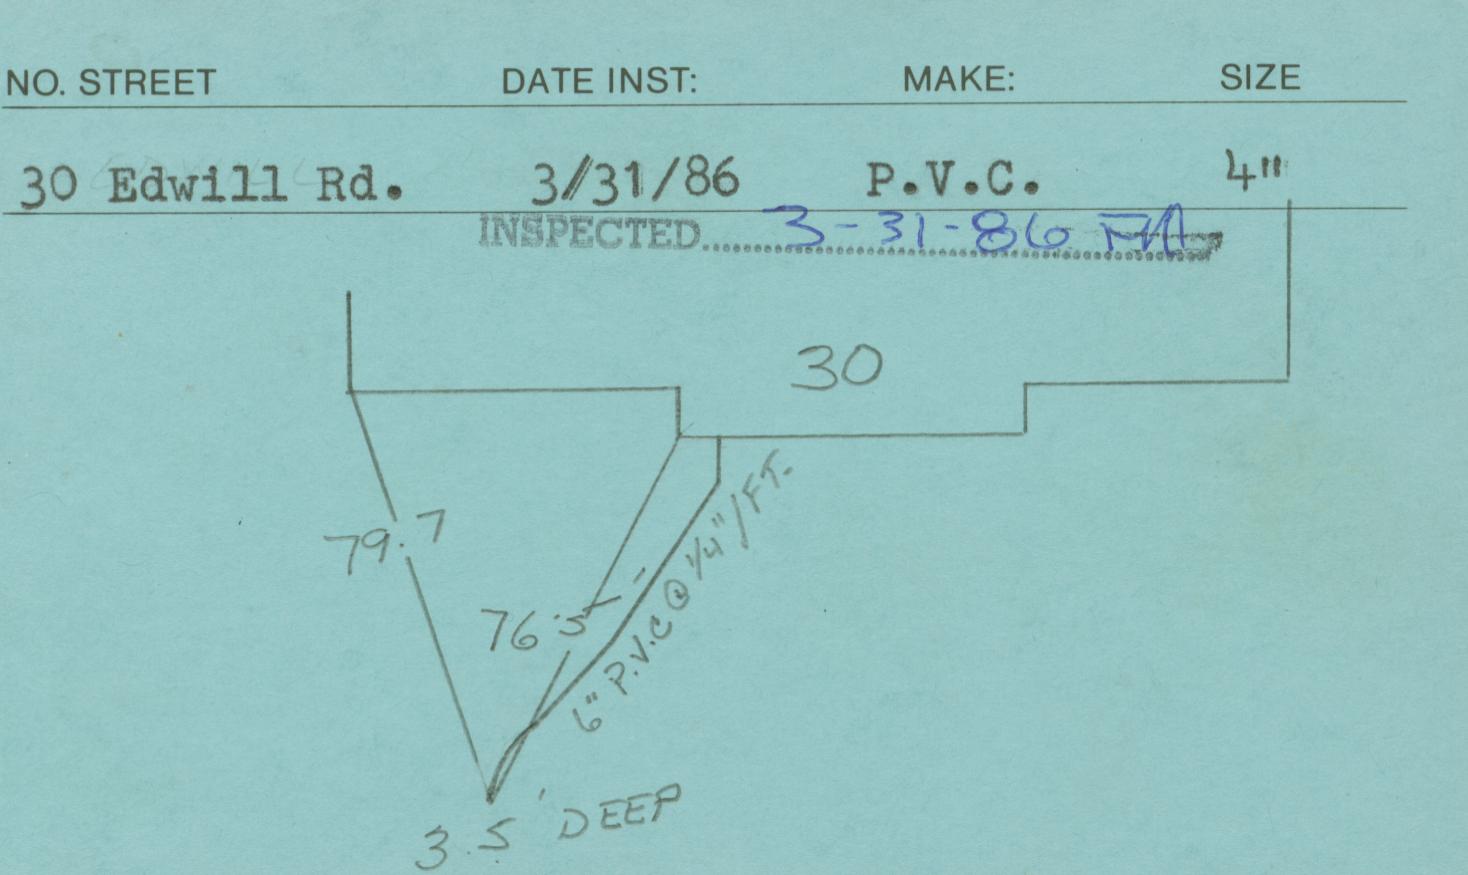 NO. STREET DATE INST: MAKE: SIZE
30 Edwill Rd. 3/31/86 P.V.C. 4"
INSPECTED 3-31-86
30
79.7
76.5
6" P.V.C @ 1/4"/FT.
3.5' DEEP